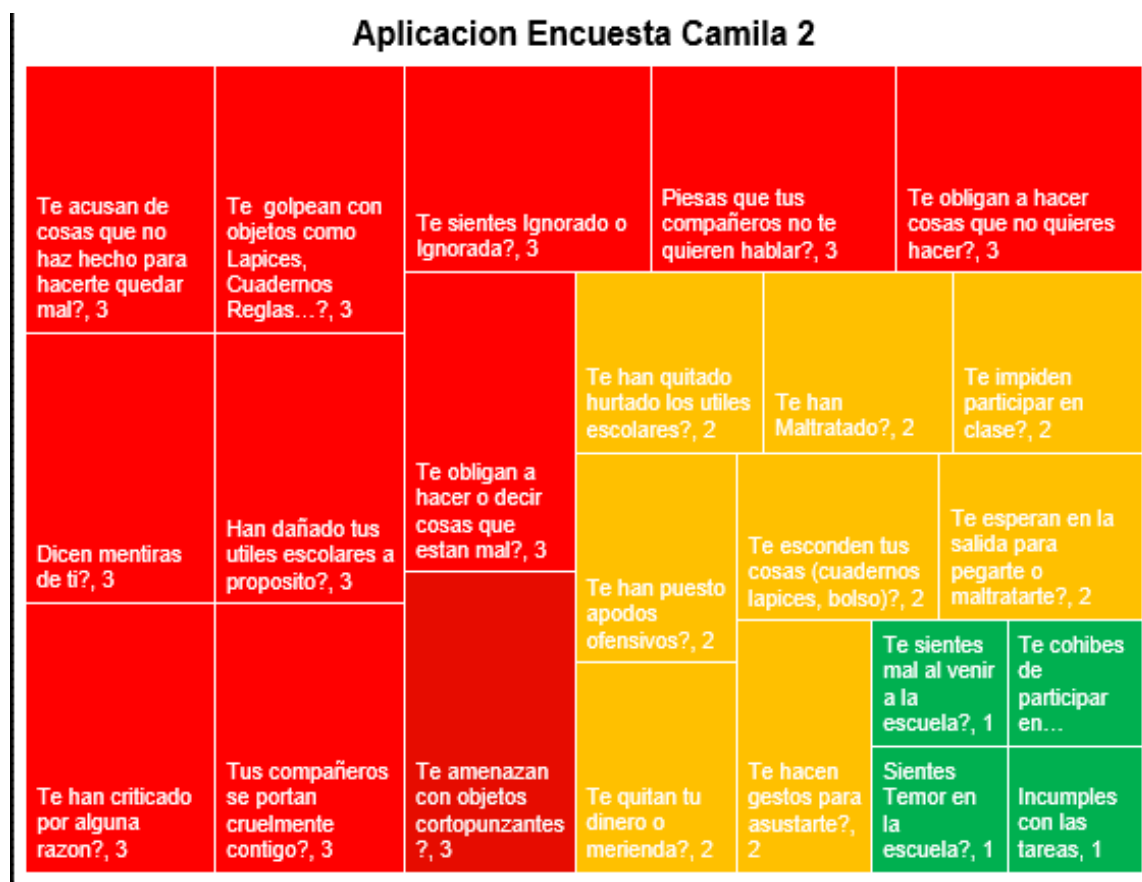 Aplicacion Encuesta Camila 2
Te acusan de
cosas que no
haz hecho para
hacerte quedar
mal?, 3
Te golpean con
objetos como
Lapices,
Cuadernos
Reglas...?, 3
Te sientes Ignorado o
Ignorada?, 3
Piesas que tus
compañeros no te
quieren hablar?, 3
Te obligan a hacer
cosas que no quieres
hacer?, 3
Dicen mentiras
de ti?, 3
Han dañado tus
utiles escolares a
proposito?, 3
Te obligan a
hacer o decir
cosas que
estan mal?, 3
Te han quitado
hurtado los utiles
escolares?, 2
Te han
Maltratado?, 2
Te impiden
participar en
clase?, 2
Te han puesto
apodos
ofensivos?, 2
Te esconden tus
cosas (cuadernos
lapices, bolso)?, 2
Te esperan en la
salida para
pegarte o
maltratarte?, 2
Te han criticado
por alguna
razon?, 3
Tus compañeros
se portan
cruelmente
contigo?, 3
Te amenazan
con objetos
cortopunzantes
?, 3
Te quitan tu
dinero o
merienda?, 2
Te hacen
gestos para
asustarte?,
2
Te sientes
mal al venir
a la
escuela?, 1
Te cohibes
de
participar
en...
Sientes
Temor en
la
escuela?, 1
Incumples
con las
tareas, 1